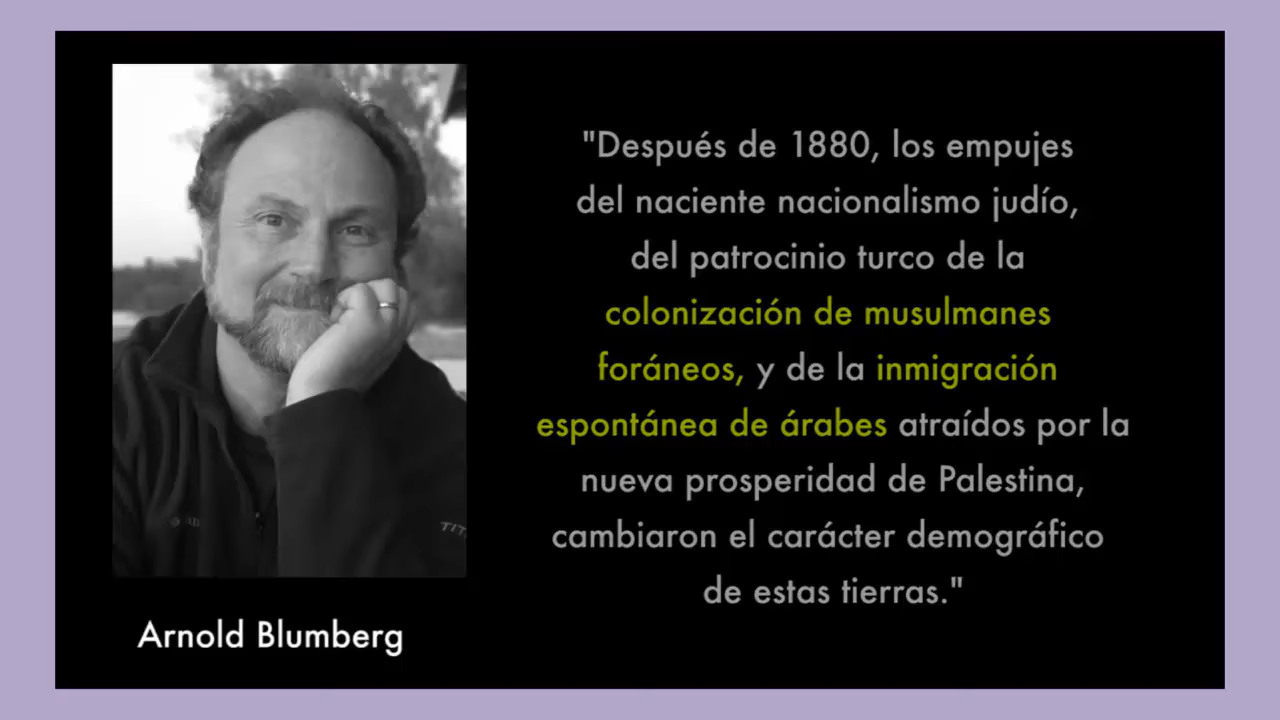 "Después de 1880, los empujes
del naciente nacionalismo judío,
del patrocinio turco de la
colonización de musulmanes
foráneos, y de la inmigración
espontánea de árabes atraídos por la
nueva prosperidad de Palestina,
cambiaron el carácter demográfico
de estas tierras."
Arnold Blumberg